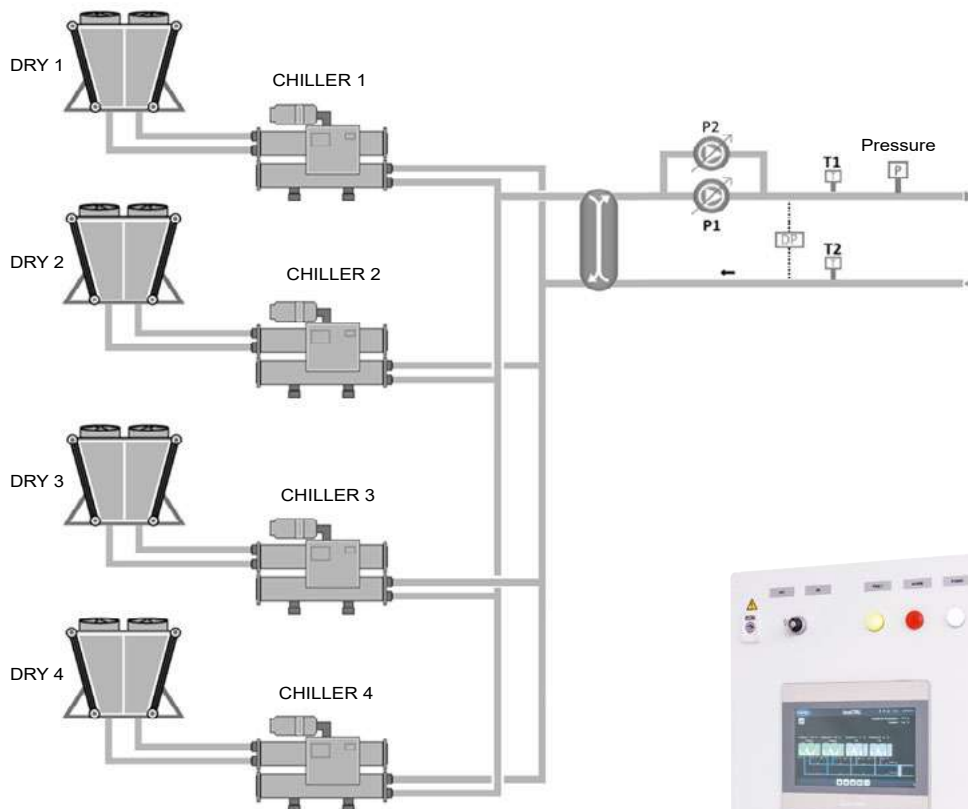 DRY 1
CHILLER 1
P2
Pressure
T1
P
T
P1
DRY 2
DP
T2
T
CHILLER 2
DRY 3
CHILLER 3
DRY 4
CHILLER 4